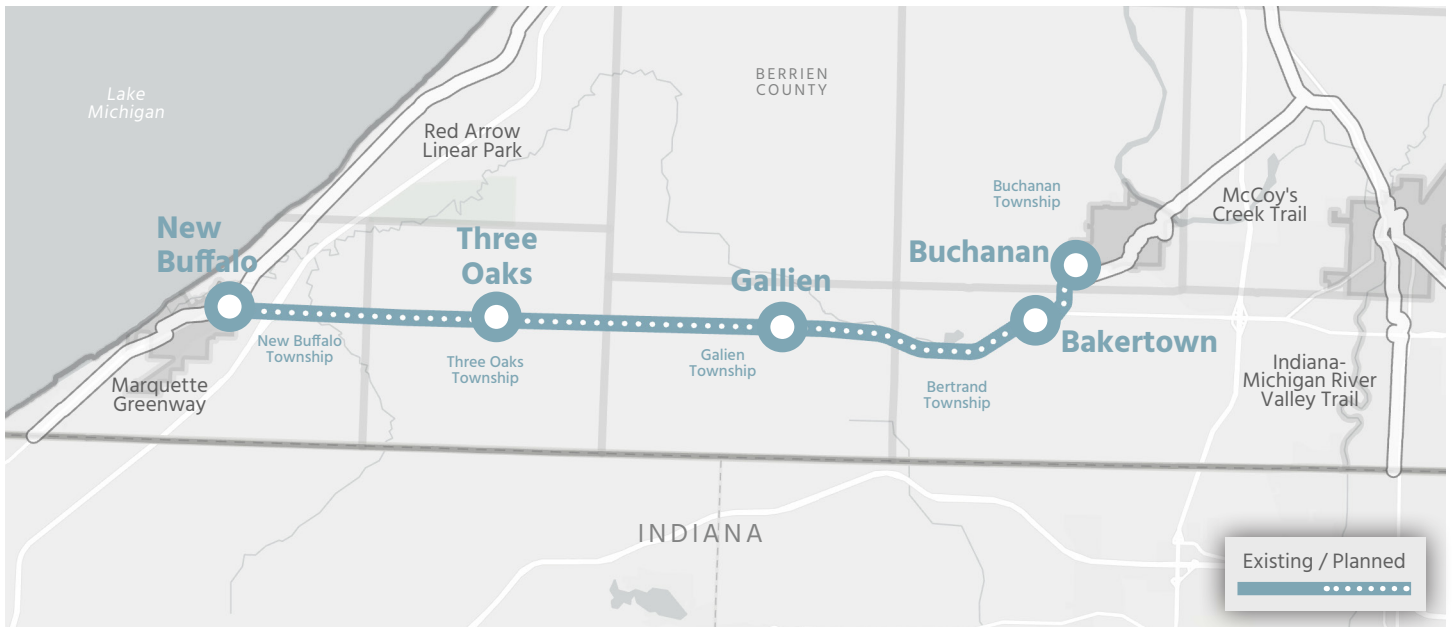 Lake
Michigan
BERRIEN
COUNTY
Red Arrow
Linear Park
Buchanan
Township
McCoy's
Creek Trail
New
Buffalo
Three
Oaks
Buchanan
Gallien
Bakertown
New Buffalo
Township
Three Oaks
Township
Galien
Township
Bertrand
Township
Marquette
Greenway
Indiana-
Michigan River
Valley Trail
INDIANA
Existing / Planned